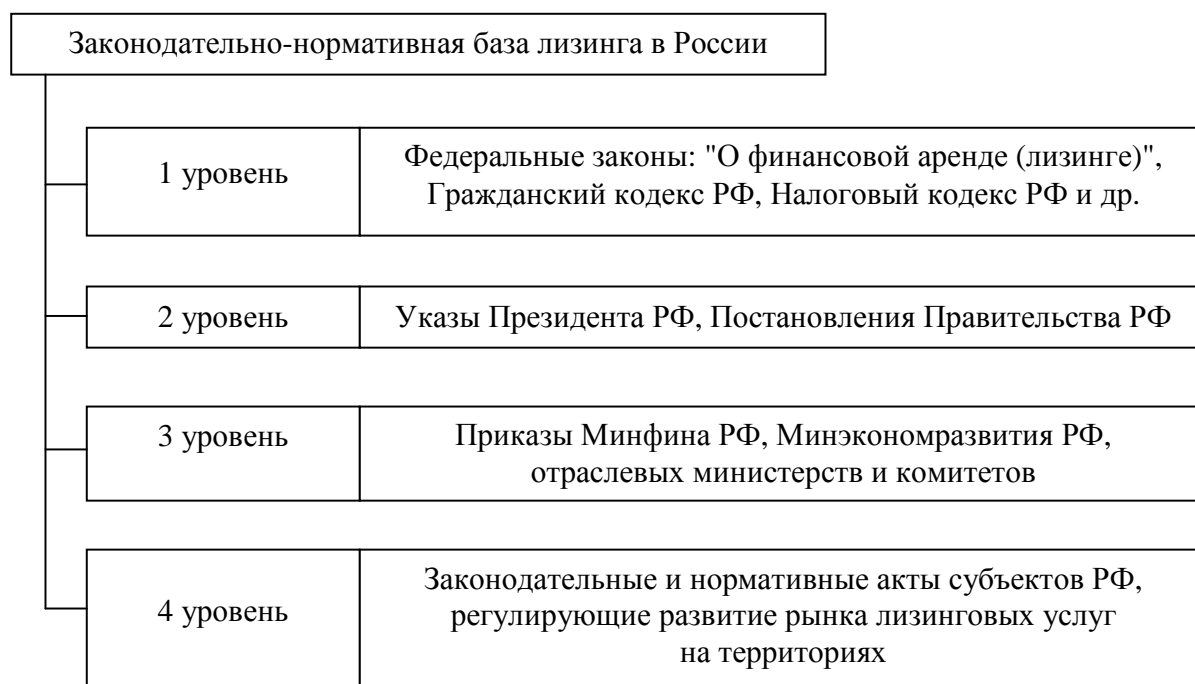 Законодательно-нормативная база лизинга в России
1 уровень
Федеральные законы: "О финансовой аренде (лизинге)",
Гражданский кодекс РФ, Налоговый кодекс РФ и др.
2 уровень
Указы Президента РФ, Постановления Правительства РФ
3 уровень
Приказы Минфина РФ, Минэкономразвития РФ,
отраслевых министерств и комитетов
4 уровень
Законодательные и нормативные акты субъектов РФ,
регулирующие развитие рынка лизинговых услуг
на территориях